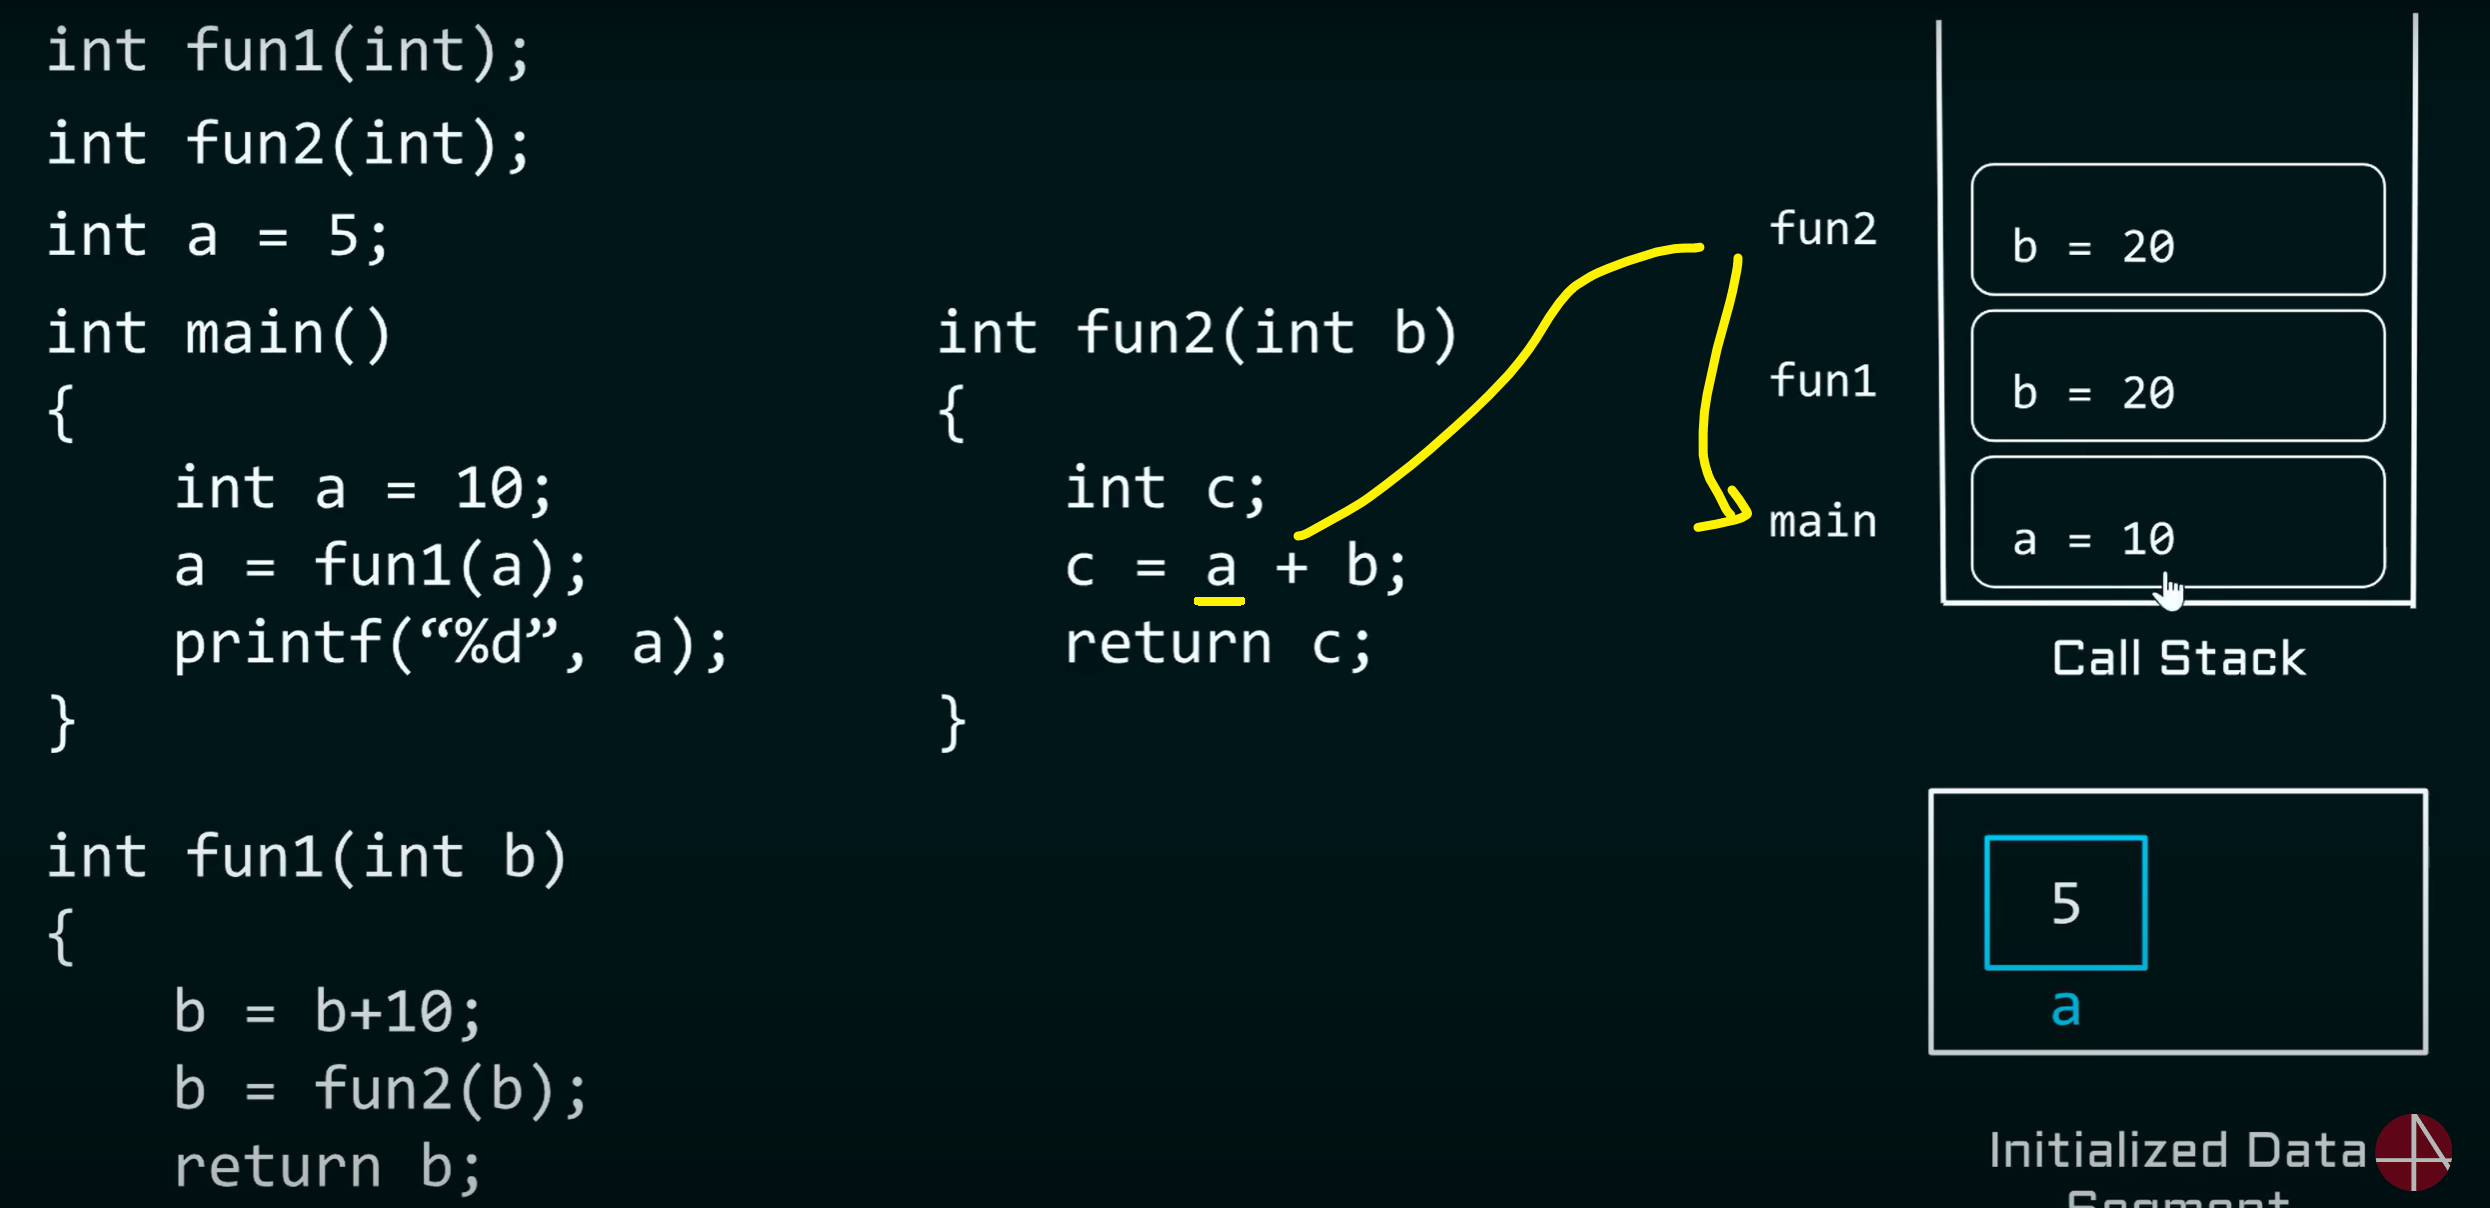 int fun1(int);
int fun2(int);
int a = 5;
int main()
{
int a = 10;
a = fun1(a);
printf(“%d”, a);
}
int fun1(int b)
{
b = b+10;
b = fun2(b);
return b;
int fun2(int b)
{
int c;
c = a + b;
return c;
}
fun2
b = 20
fun1
b = 20
main
a = 10
Call Stack
5
a
Initialized Data
Segment